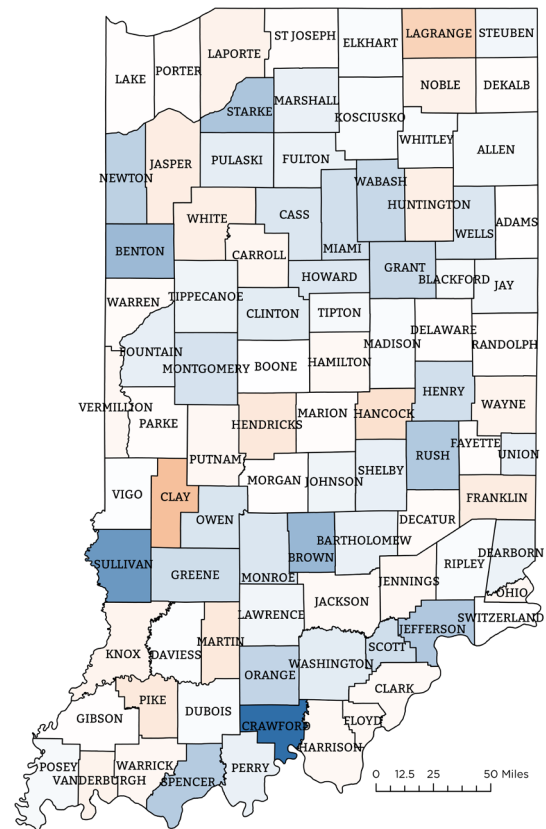 ST JOSEPH
LAGRANGE
STEUBEN
ELKHART
LAPORTE
PORTER
LAKE
NOBLE
DEKALB
MARSHALL
STARKE
KOSCIUSKO
WHITLEY
ALLEN
PULASKI
FULTON
JASPER
NEWTON
WABASH
HUNTINGTON
WHITE
CASS
ADAMS
WELLS
MIAMI
BENTON
CARROLL
GRANT
HOWARD
BLACKFORD
JAY
WARREN
TIPPECANOE
CLINTON
TIPTON
DELAWARE
MADISON
RANDOLPH
FOUNTAIN
MONTGOMERY
BOONE
HAMILTON
HENRY
VERMILLION
WAYNE
MARION
HANCOCK
PARKE
HENDRICKS
FAYETTE
UNION
RUSH
PUTNAM
SHELBY
MORGAN
JOHNSON
VIGO
CLAY
FRANKLIN
OWEN
DECATUR
BARTHOLOMEW
BROWN
DEARBORN
SULLIVAN
RIPLEY
GREENE
MONROE
JENNINGS
OHIO
JACKSON
LAWRENCE
SWITZERLAND
JEFFERSON
MARTIN
SCOTT
KNOX
DAVIESS
WASHINGTON
ORANGE
CLARK
PIKE
DUBOIS
GIBSON
FLOYD
CRAWFORD
HARRISON
POSEY
WARRICK
PERRY
VANDERBURGH
SPENCER
0 12.5 25 50 Miles